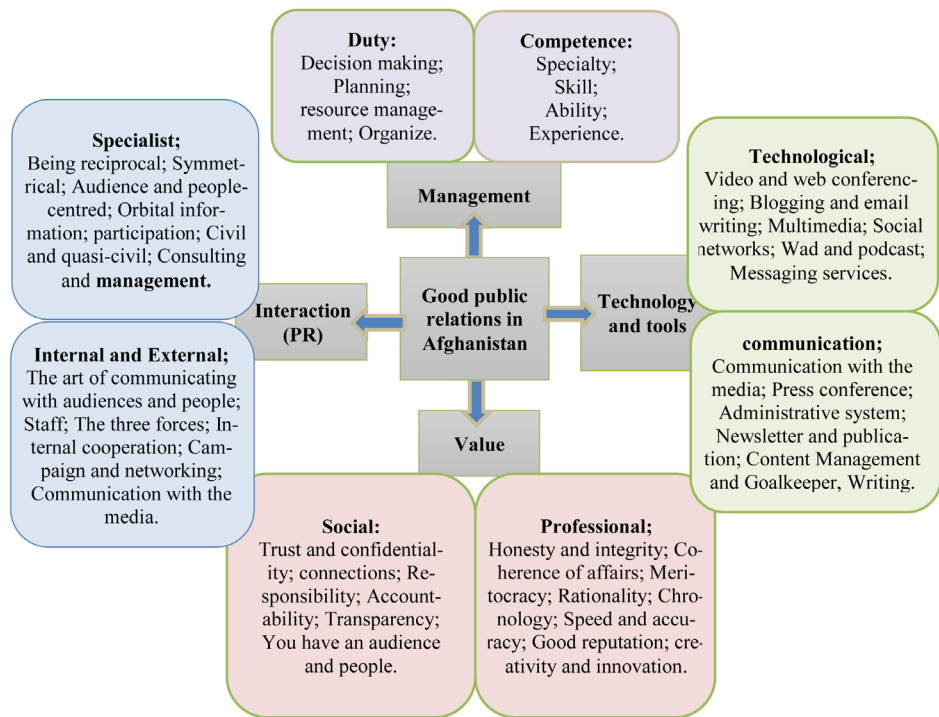 Duty:
Decision making;
Planning;
resource manage-
ment; Organize.
Competence:
Specialty;
Skill;
Ability;
Experience.
Specialist;
Being reciprocal; Symmet-
rical; Audience and people-
centred; Orbital infor-
mation; participation; Civil
and quasi-civil; Consulting
and management.
Management
Technological;
Video and web conferenc-
ing; Blogging and email
writing; Multimedia; Social
networks; Wad and podcast;
Messaging services.
Interaction
(PR)
Good public
relations in
Afghanistan
Technology
and tools
Internal and External;
The art of communicating
with audiences and people;
Staff; The three forces; In-
ternal cooperation; Cam-
paign and networking;
Communication with the
media.
communication;
Communication with the
media; Press conference;
Administrative system;
Newsletter and publica-
tion; Content Management
and Goalkeeper, Writing.
Value
Social:
Trust and confidential-
ity; connections; Re-
sponsibility; Account-
ability; Transparency;
You have an audience
and people.
Professional;
Honesty and integrity; Co-
herence of affairs; Meri-
tocracy; Rationality; Chro-
nology; Speed and accu-
racy; Good reputation; cre-
ativity and innovation.